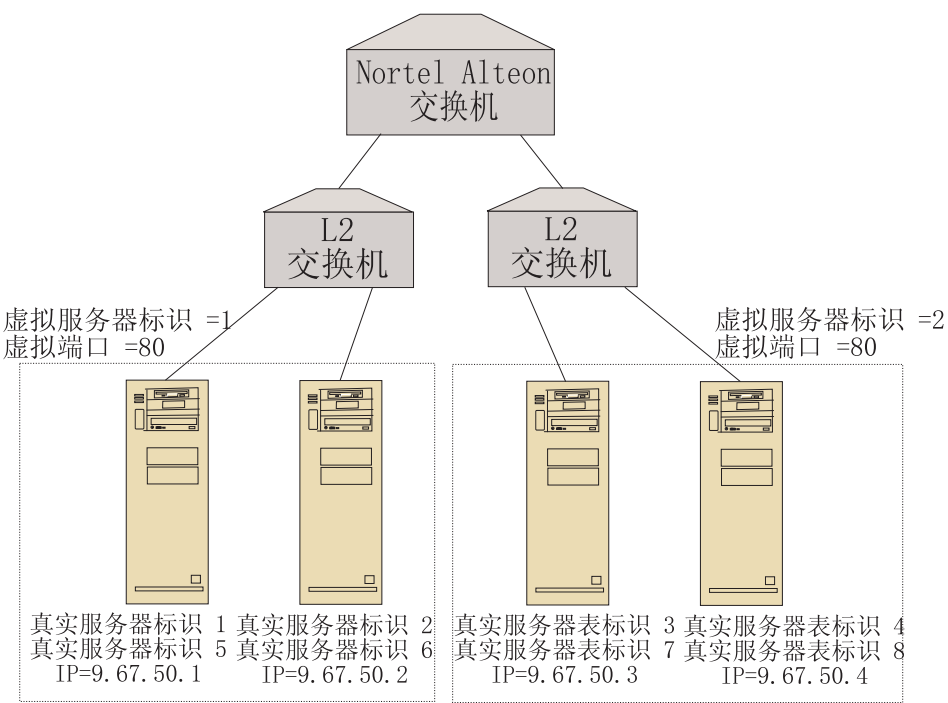 Nortel Alteon
交换机
L2
交换机
L2
交换机
虚拟服务器标识 =1
虚拟端口 =80
虚拟服务器标识 =2
虚拟端口 =80
真实服务器标识 1
真实服务器标识 5
IP=9.67.50.1
真实服务器标识 2
真实服务器标识 6
IP=9.67.50.2
真实服务器表标识 3
真实服务器表标识 7
IP=9.67.50.3
真实服务器表标识 4
真实服务器表标识 8
IP=9.67.50.4